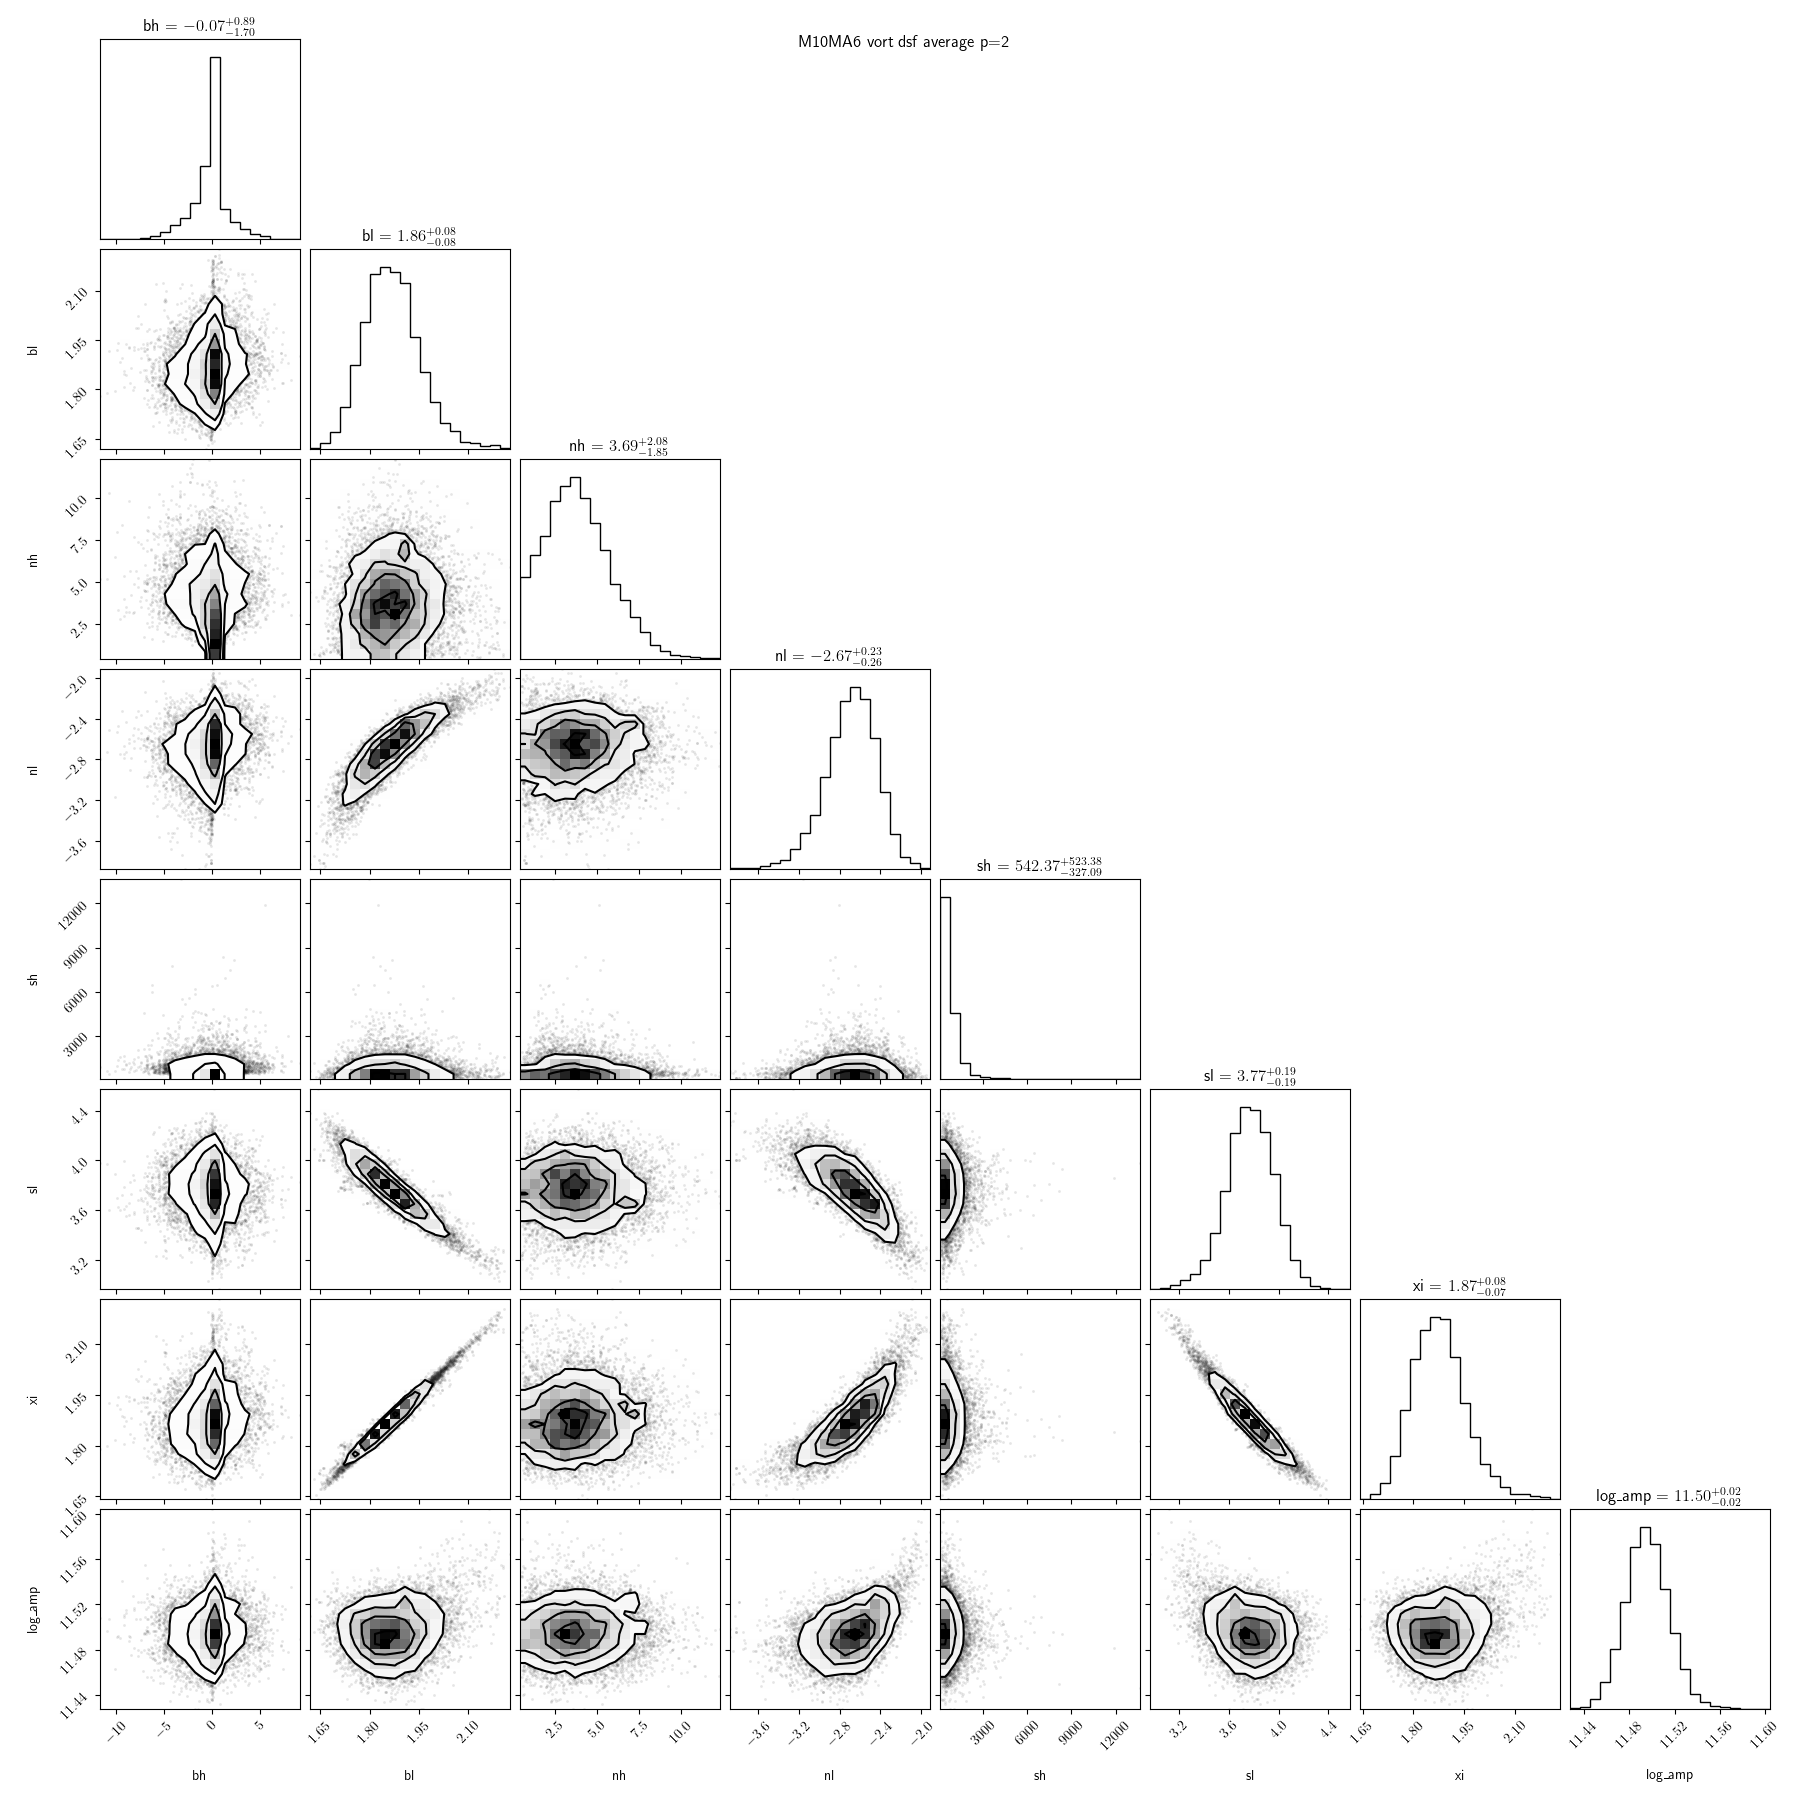 M10MA6 vort dsf average p=2
bh = −0.07+0.89−1.70
bl = 1.86+0.08−0.08
2.10
1.95
1.80
1.65
bl
nh = 3.69+2.08−1.85
10.0
7.5
5.0
2.5
nh
nl = −2.67+0.23−0.26
−2.0
−2.4
−2.8
−3.2
−3.6
nl
sh = 542.37+523.38−327.09
12000
9000
6000
3000
sh
sl = 3.77+0.19−0.19
4.4
4.0
3.6
3.2
sl
xi = 1.87+0.08−0.07
2.10
1.95
1.80
1.65
xi
log_amp = 11.50+0.02−0.02
11.60
11.56
11.52
11.48
11.44
log_amp
−10 −5 0 5 1.65 1.80 1.95 2.10 2.5 5.0 7.5 10.0 −3.6 −3.2 −2.8 −2.4 −2.0 3000 6000 9000 12000 3.2 3.6 4.0 4.4 1.65 1.80 1.95 2.10 11.44 11.48 11.52 11.56 11.60
bh bl nh nl sh sl xi log_amp